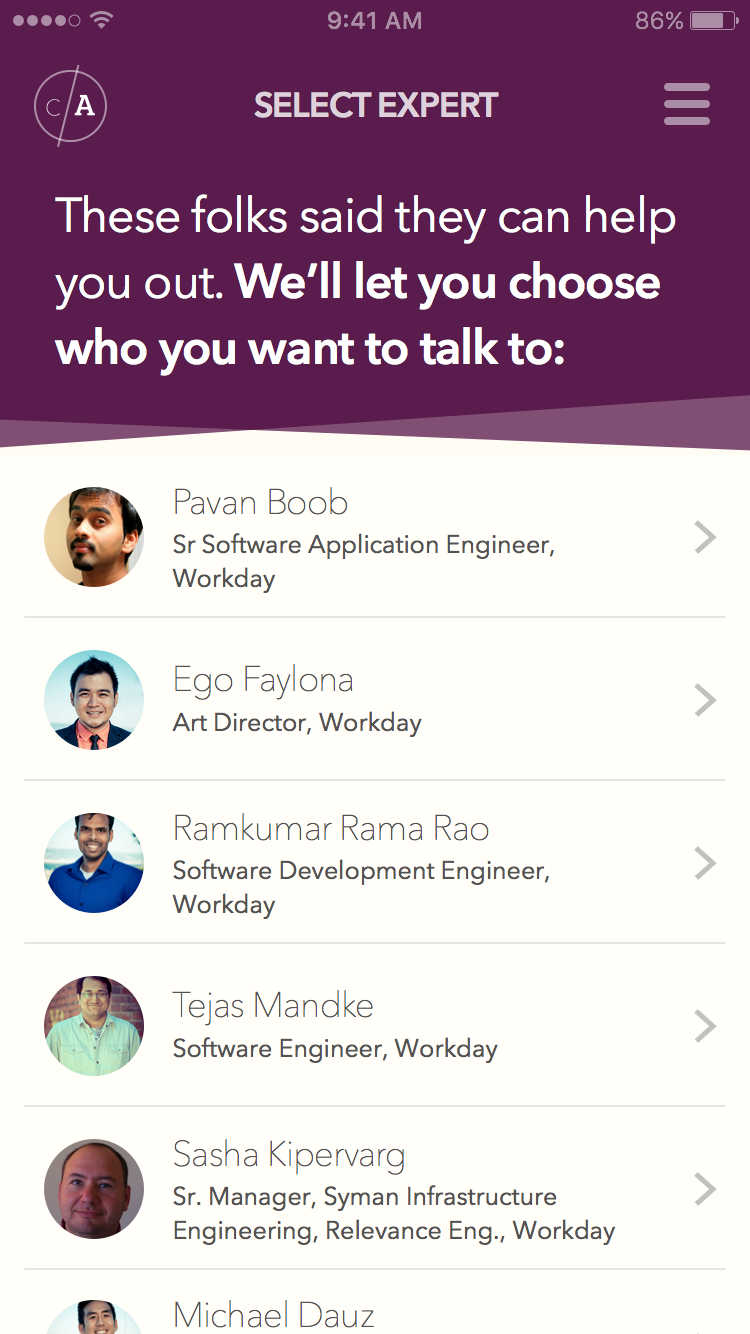 9:41 AM
86%
C/A
SELECT EXPERT
These folks said they can help
you out. We’ll let you choose
who you want to talk to:
Pavan Boob
Sr Software Application Engineer,
Workday
Ego Faylona
Art Director, Workday
Ramkumar Rama Rao
Software Development Engineer,
Workday
Tejas Mandke
Software Engineer, Workday
Sasha Kipervarg
Sr. Manager, Syman Infrastructure
Engineering, Relevance Eng., Workday
Michael Dauz